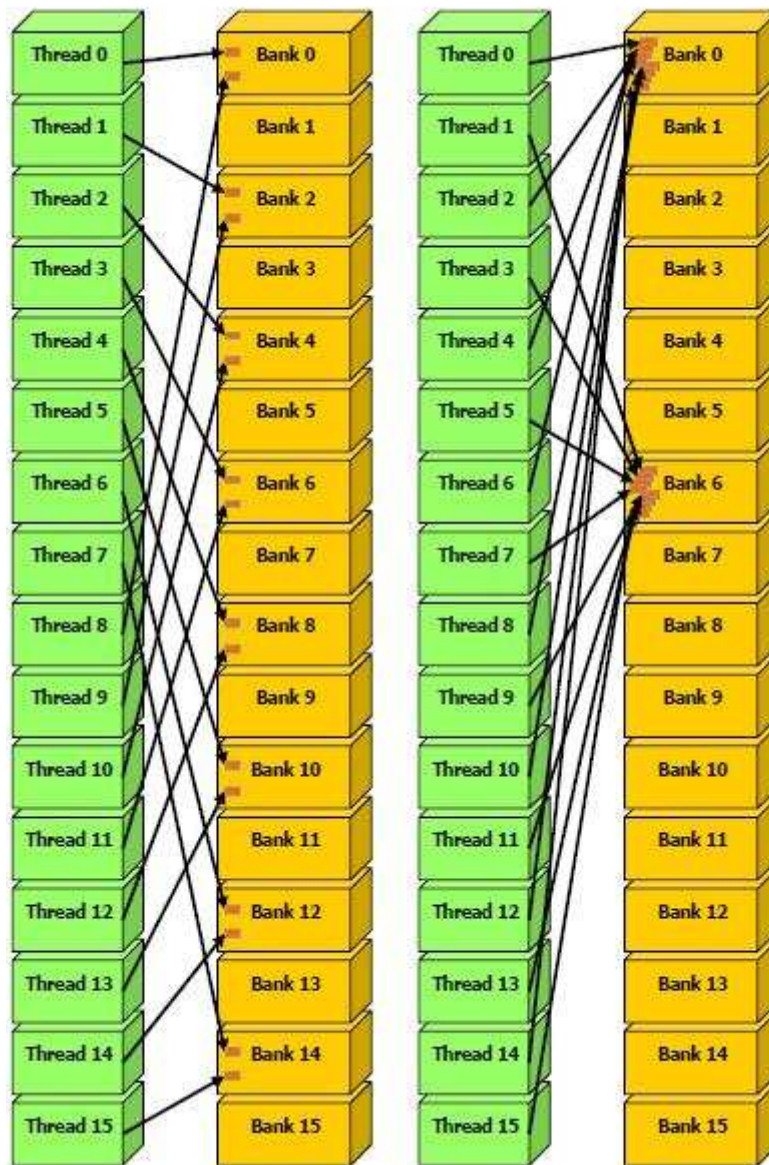 Thread 0 Bank 0 Thread 0 Bank 0
Thread 1 Bank 1 Thread 1 Bank 1
Thread 2 Bank 2 Thread 2 Bank 2
Thread 3 Bank 3 Thread 3 Bank 3
Thread 4 Bank 4 Thread 4 Bank 4
Thread 5 Bank 5 Thread 5 Bank 5
Thread 6 Bank 6 Thread 6 Bank 6
Thread 7 Bank 7 Thread 7 Bank 7
Thread 8 Bank 8 Thread 8 Bank 8
Thread 9 Bank 9 Thread 9 Bank 9
Thread 10 Bank 10 Thread 10 Bank 10
Thread 11 Bank 11 Thread 11 Bank 11
Thread 12 Bank 12 Thread 12 Bank 12
Thread 13 Bank 13 Thread 13 Bank 13
Thread 14 Bank 14 Thread 14 Bank 14
Thread 15 Bank 15 Thread 15 Bank 15